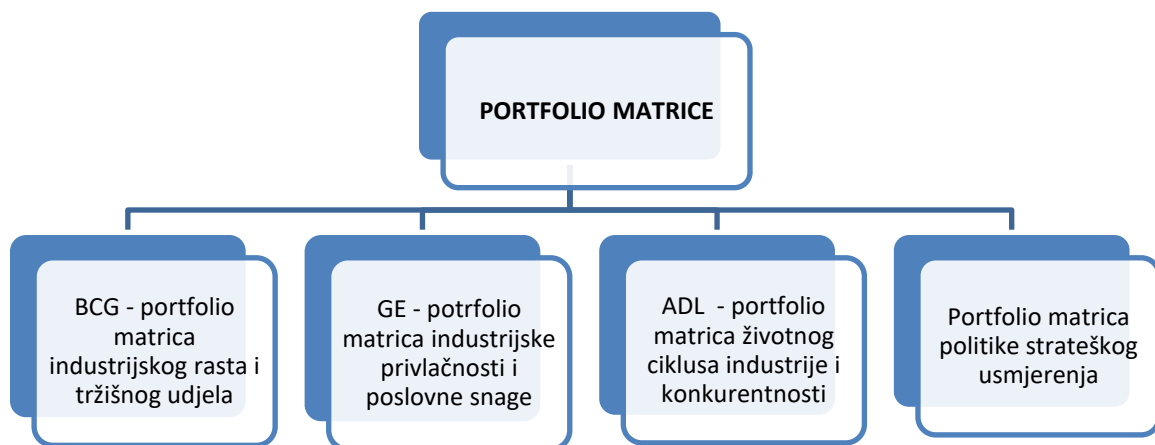 PORTFOLIO MATRICE
BCG - portfolio
matrica
industrijskog rasta i
tržišnog udjela
GE - potrfolio
matrica industrijske
privlačnosti i
poslovne snage
ADL - portfolio
matrica životnog
ciklusa industrije i
konkurentnosti
Portfolio matrica
politike strateškog
usmjerenja